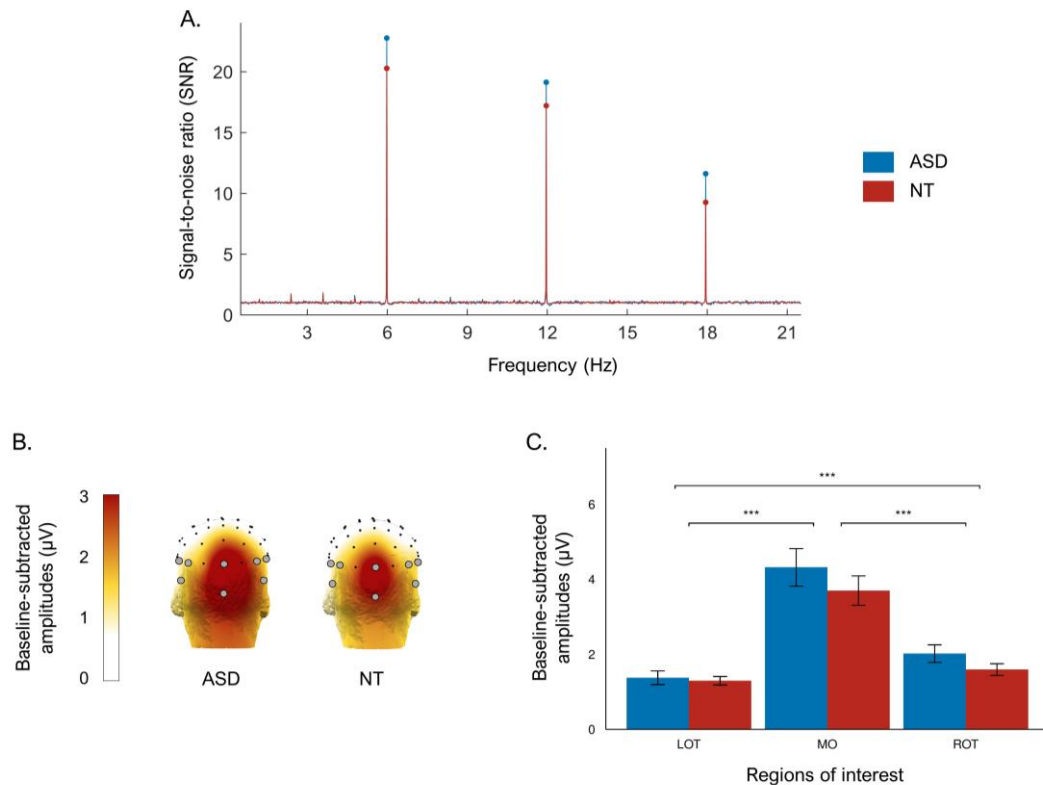 A.
Signal-to-noise ratio (SNR)
20
15
10
5
0
3 6 9 12 15 18 21
Frequency (Hz)
ASD
NT
B.
Baseline-subtracted
amplitudes (μV)
3
2
1
0
ASD NT
C.
Baseline-subtracted
amplitudes (μV)
6
4
2
0
***
*** ***
LOT MO ROT
Regions of interest